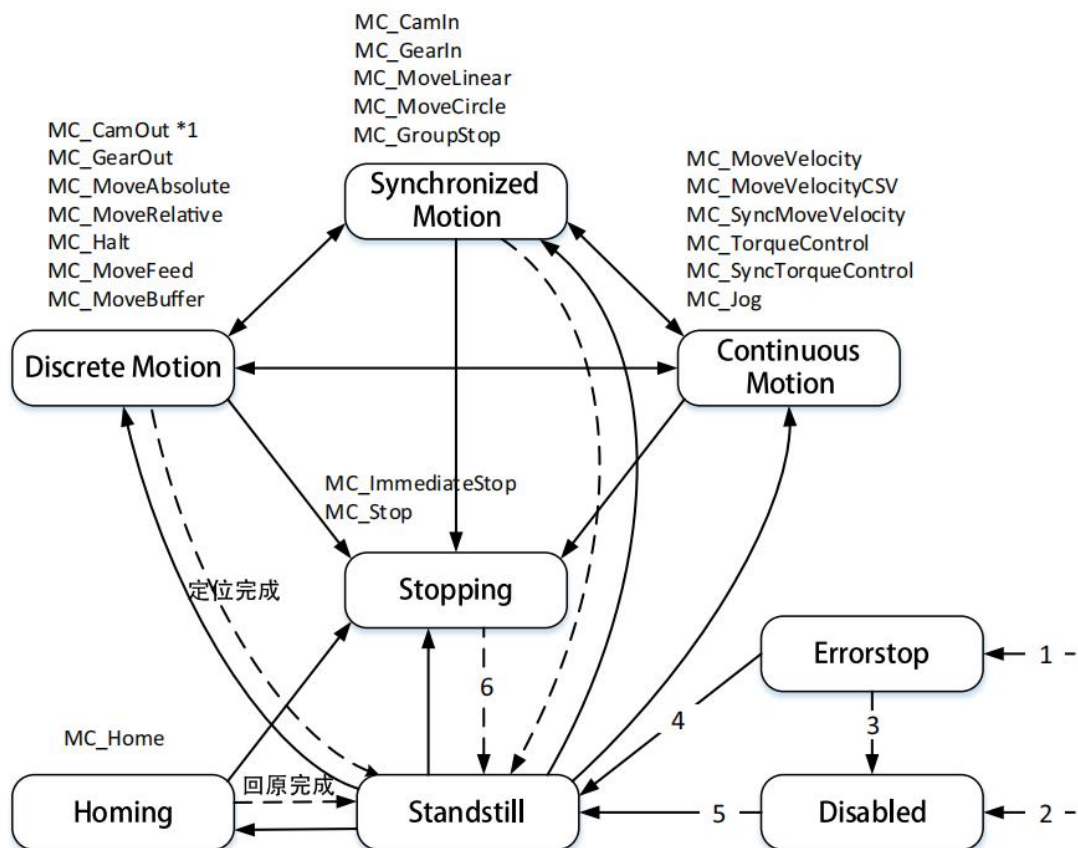 MC_CamIn
MC_GearIn
MC_MoveLinear
MC_MoveCircle
MC_GroupStop
MC_CamOut *1
MC_GearOut
MC_MoveAbsolute
MC_MoveRelative
MC_Halt
MC_MoveFeed
MC_MoveBuffer
Synchronized
Motion
MC_MoveVelocity
MC_MoveVelocityCSV
MC_SyncMoveVelocity
MC_TorqueControl
MC_SyncTorqueControl
MC_Jog
Discrete Motion
Continuous
Motion
MC_ImmediateStop
MC_Stop
定位完成
Stopping
Errorstop
1
6
4
3
MC_Home
回原完成
Homing
Standstill
5
Disabled
2